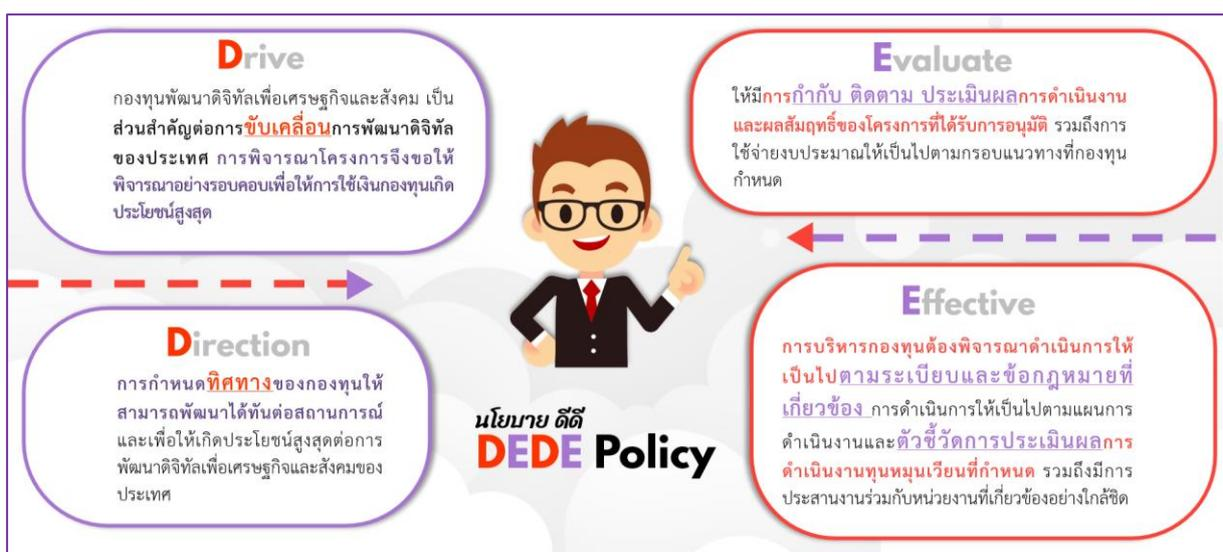 Drive
กองทุนพัฒนาดิจิทัลเพื่อเศรษฐกิจและสังคม เป็น
ส่วนสำคัญต่อการขับเคลื่อนการพัฒนาดิจิทัล
ของประเทศ การพิจารณาโครงการจึงขอให้
พิจารณาอย่างรอบคอบเพื่อให้การใช้เงินกองทุนเกิด
ประโยชน์สูงสุด
Evaluate
ให้มีการกำกับ ติดตาม ประเมินผลการดำเนินงาน
และผลสัมฤทธิ์ของโครงการที่ได้รับการอนุมัติ รวมถึงการ
ใช้จ่ายงบประมาณให้เป็นไปตามกรอบแนวทางที่กองทุน
กำหนด
Direction
การกำหนดทิศทางของกองทุนให้
สามารถพัฒนาได้ทันต่อสถานการณ์
และเพื่อให้เกิดประโยชน์สูงสุดต่อการ
พัฒนาดิจิทัลเพื่อเศรษฐกิจและสังคมของ
ประเทศ
นโยบาย ดีดี
DEDE Policy
Effective
การบริหารกองทุนต้องพิจารณาดำเนินการให้
เป็นไปตามระเบียบและข้อกฎหมายที่
เกี่ยวข้อง การดำเนินการให้เป็นไปตามแผนการ
ดำเนินงานและตัวชี้วัดการประเมินผลการ
ดำเนินงานทุนหมุนเวียนที่กำหนด รวมถึงมีการ
ประสานงานร่วมกับหน่วยงานที่เกี่ยวข้องอย่างใกล้ชิด